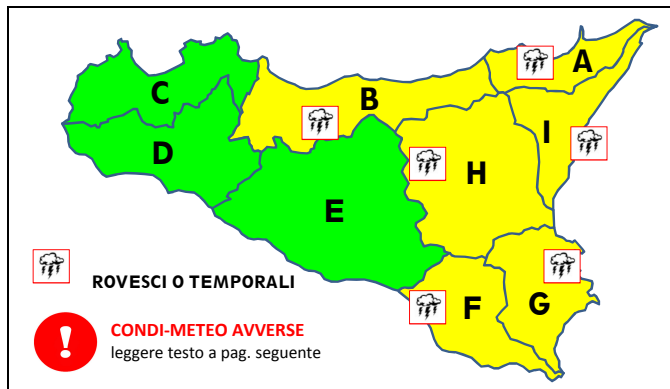 A
B
C
I
D
H
E
F
G
ROVESCI O TEMPORALI
CONDI-METEO AVVERSE
leggere testo a pag. seguente